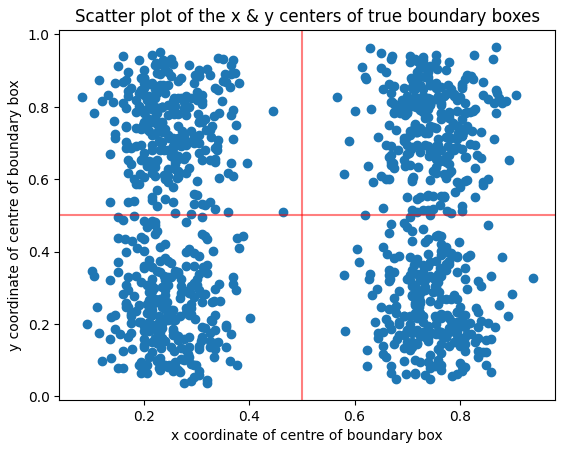 Scatter plot of the x & y centers of true boundary boxes
1.0
0.8
0.6
0.4
0.2
0.0
y coordinate of centre of boundary box
0.2 0.4 0.6 0.8
x coordinate of centre of boundary box